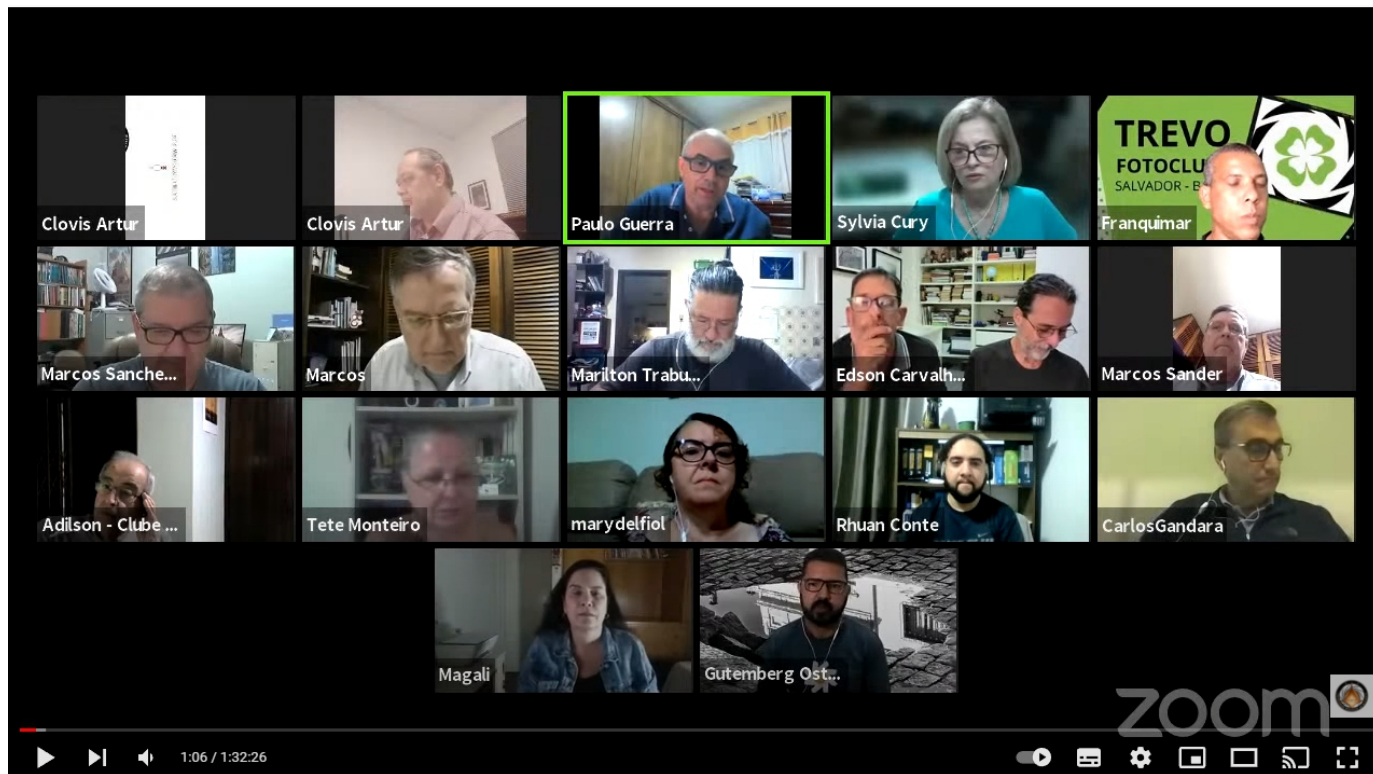 Clovis Artur
Clovis Artur
Paulo Guerra
Sylvia Cury
TREVO
FOTOCLU
SALVADOR - B
Franquimar
Marcos Sanche...
Marcos
Marilton Trabu...
Edson Carvalh...
Marcos Sander
Adilson - Clube ...
Tete Monteiro
marydelfiol
Rhuan Conte
CarlosGandara
Magali
Gutemberg Ost...
zoom
1:06 / 1:32:26